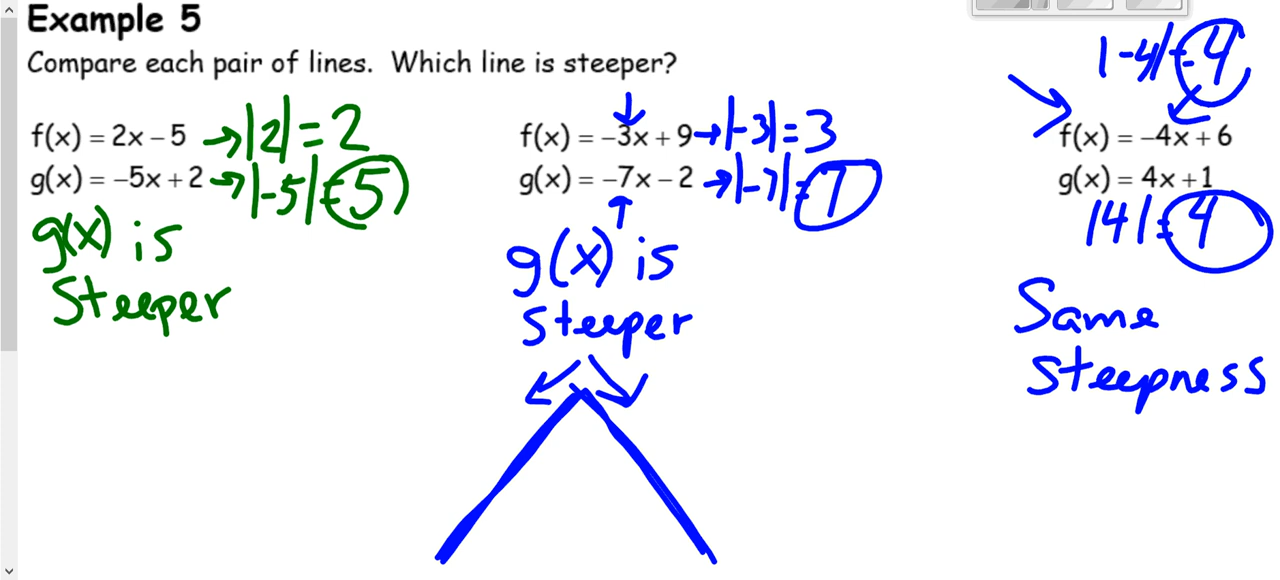 Example 5
Compare each pair of lines. Which line is steeper?
f(x) = 2x – 5 → |2| = 2
g(x) = –5x + 2 → |-5| = 5
g(x) is
steeper
f(x) = –3x + 9 → |-3| = 3
g(x) = –7x – 2 → |-7| = 7
g(x) is
steeper
|-4| = 4
f(x) = –4x + 6
g(x) = 4x + 1
|4| = 4
Same
steepness